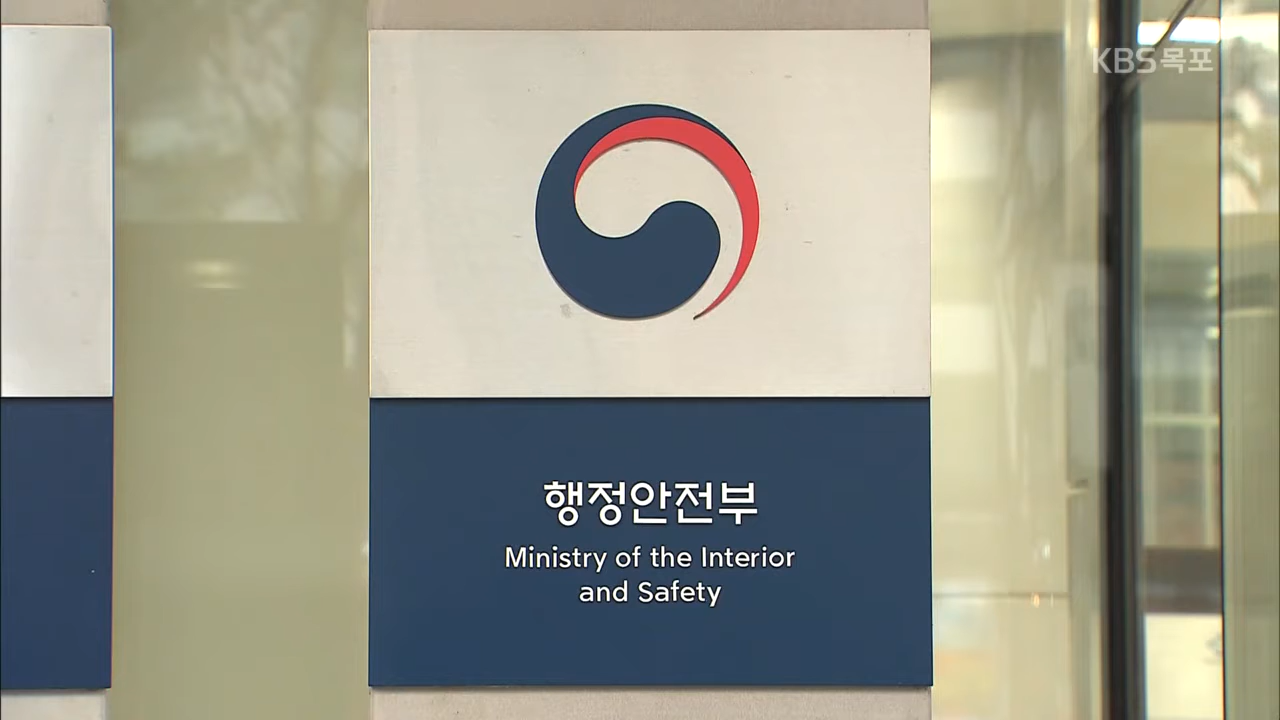 KBS목포
행정안전부
Ministry of the Interior
and Safety